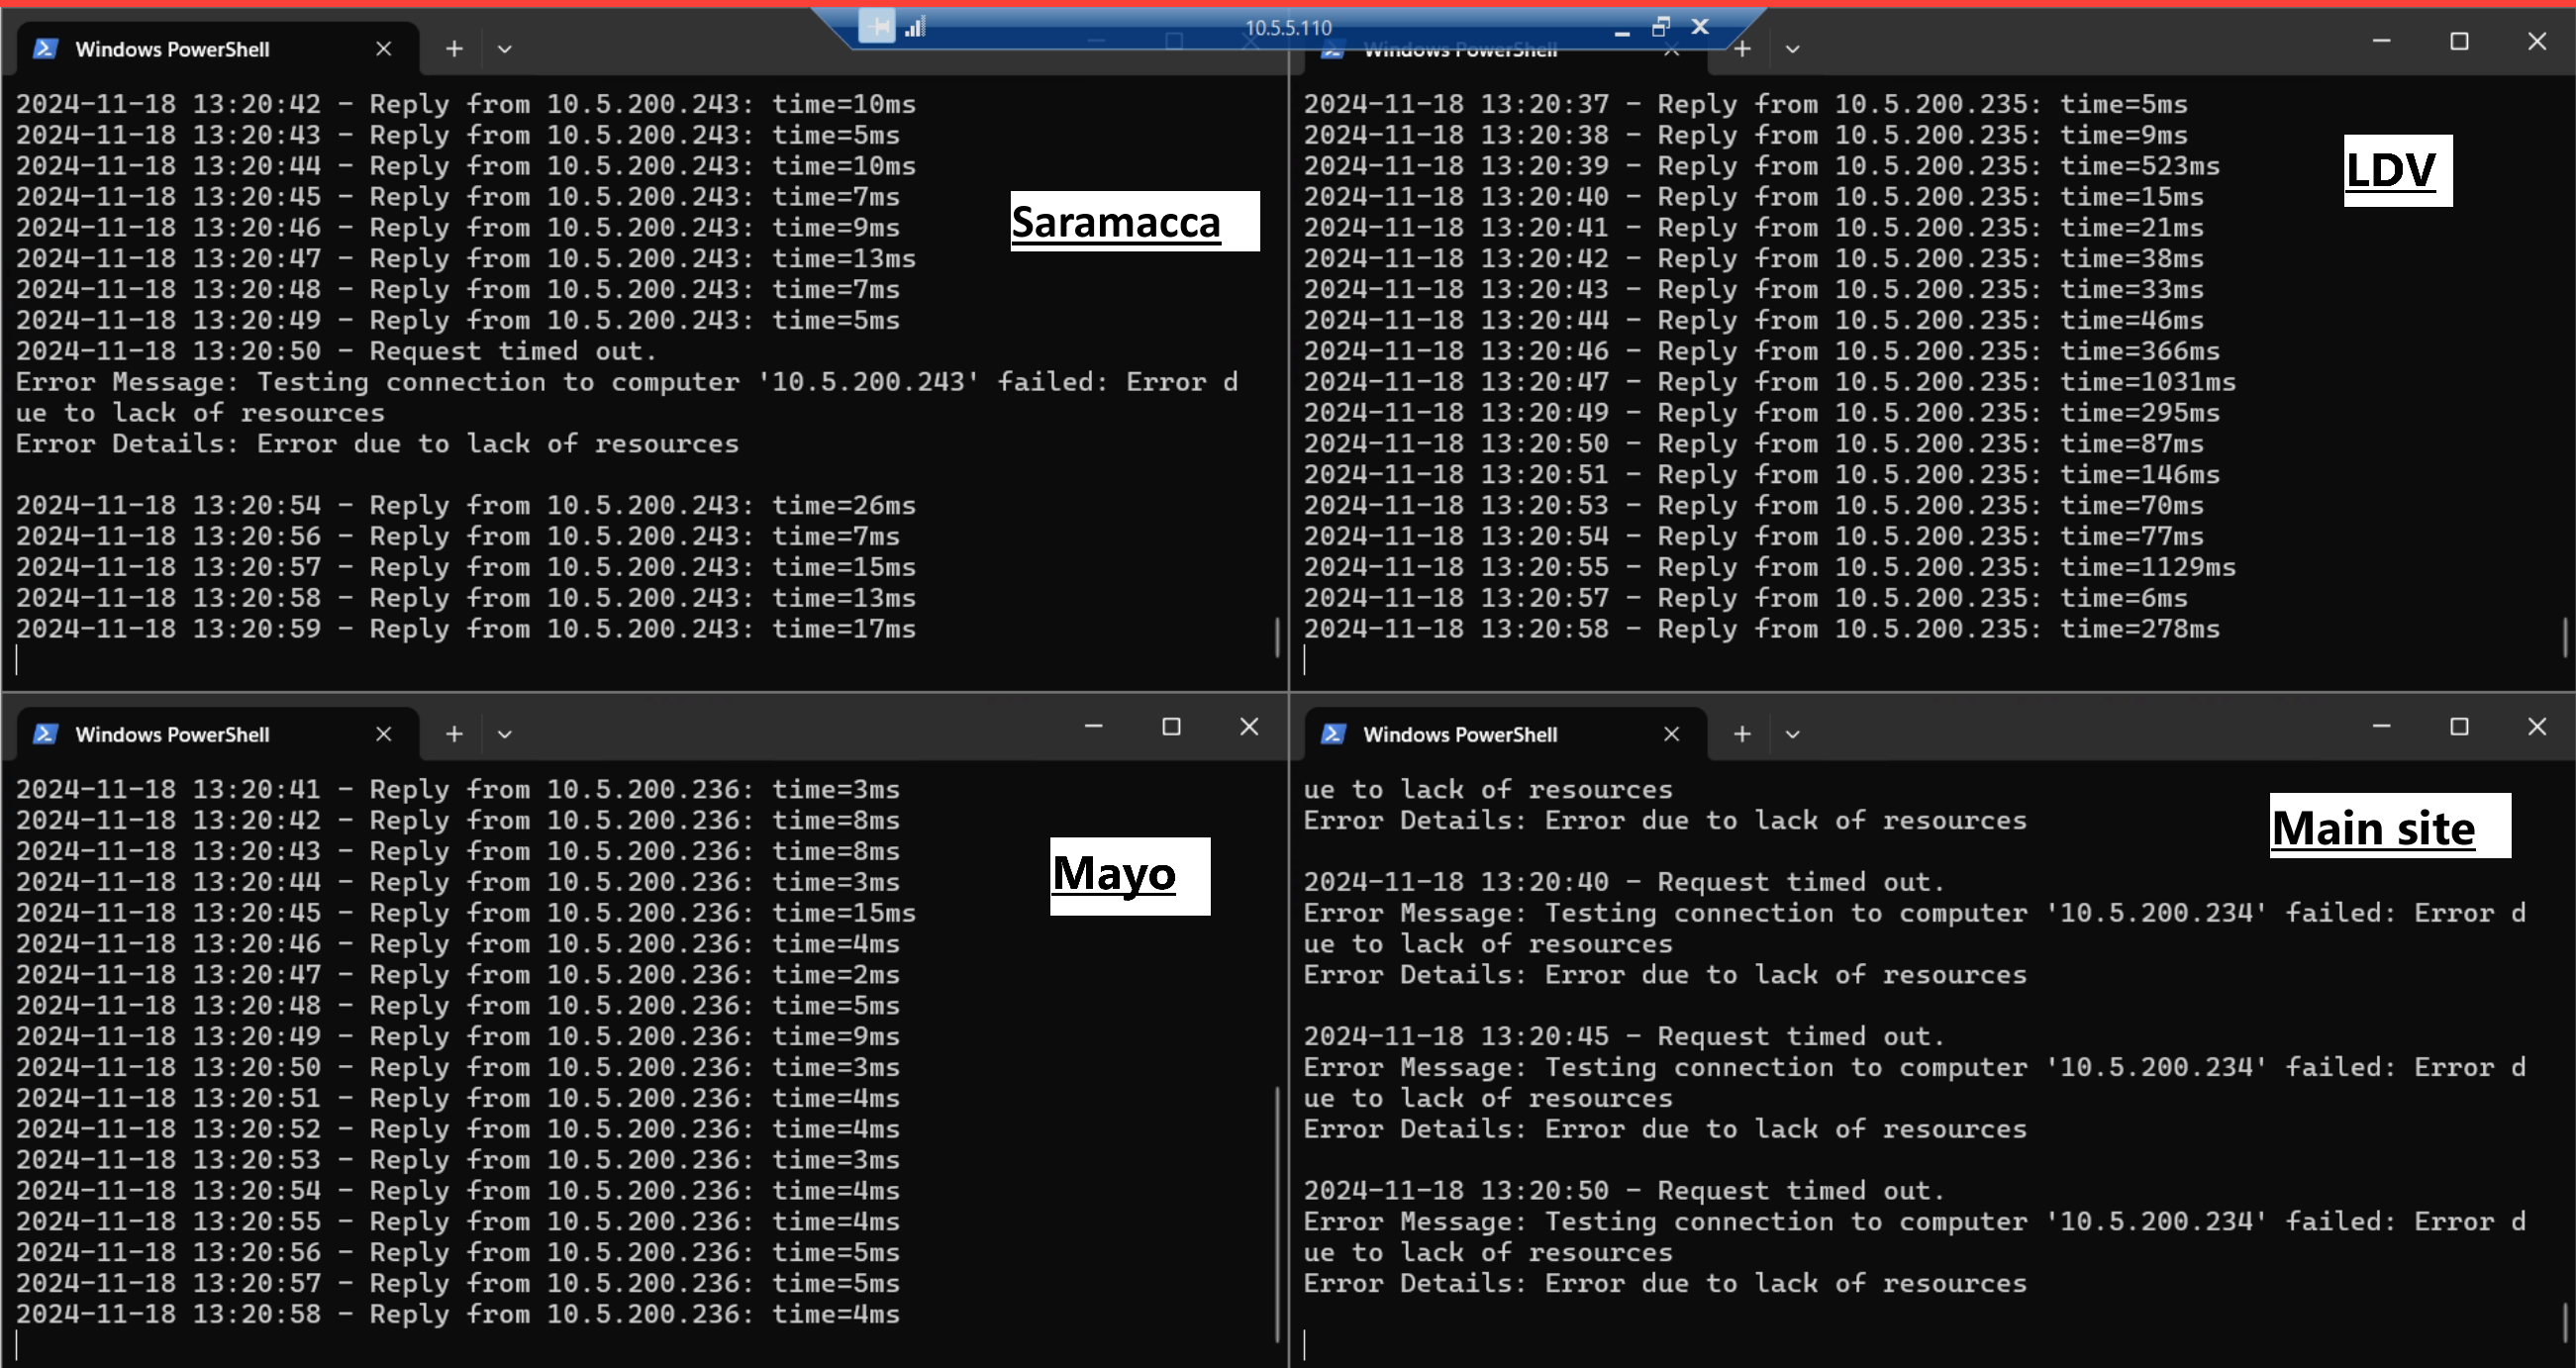 10.5.5.110
Windows PowerShell
2024-11-18 13:20:42 - Reply from 10.5.200.243: time=10ms
2024-11-18 13:20:43 - Reply from 10.5.200.243: time=5ms
2024-11-18 13:20:44 - Reply from 10.5.200.243: time=10ms
2024-11-18 13:20:45 - Reply from 10.5.200.243: time=7ms
2024-11-18 13:20:46 - Reply from 10.5.200.243: time=9ms
2024-11-18 13:20:47 - Reply from 10.5.200.243: time=13ms
2024-11-18 13:20:48 - Reply from 10.5.200.243: time=7ms
2024-11-18 13:20:49 - Reply from 10.5.200.243: time=5ms
2024-11-18 13:20:50 - Request timed out.
Error Message: Testing connection to computer '10.5.200.243' failed: Error d
ue to lack of resources
Error Details: Error due to lack of resources
2024-11-18 13:20:54 - Reply from 10.5.200.243: time=26ms
2024-11-18 13:20:56 - Reply from 10.5.200.243: time=7ms
2024-11-18 13:20:57 - Reply from 10.5.200.243: time=15ms
2024-11-18 13:20:58 - Reply from 10.5.200.243: time=13ms
2024-11-18 13:20:59 - Reply from 10.5.200.243: time=17ms
Saramacca
Windows PowerShell
2024-11-18 13:20:37 - Reply from 10.5.200.235: time=5ms
2024-11-18 13:20:38 - Reply from 10.5.200.235: time=9ms
2024-11-18 13:20:39 - Reply from 10.5.200.235: time=523ms
2024-11-18 13:20:40 - Reply from 10.5.200.235: time=15ms
2024-11-18 13:20:41 - Reply from 10.5.200.235: time=21ms
2024-11-18 13:20:42 - Reply from 10.5.200.235: time=38ms
2024-11-18 13:20:43 - Reply from 10.5.200.235: time=33ms
2024-11-18 13:20:44 - Reply from 10.5.200.235: time=46ms
2024-11-18 13:20:46 - Reply from 10.5.200.235: time=366ms
2024-11-18 13:20:47 - Reply from 10.5.200.235: time=1031ms
2024-11-18 13:20:49 - Reply from 10.5.200.235: time=295ms
2024-11-18 13:20:50 - Reply from 10.5.200.235: time=87ms
2024-11-18 13:20:51 - Reply from 10.5.200.235: time=146ms
2024-11-18 13:20:53 - Reply from 10.5.200.235: time=70ms
2024-11-18 13:20:54 - Reply from 10.5.200.235: time=77ms
2024-11-18 13:20:55 - Reply from 10.5.200.235: time=1129ms
2024-11-18 13:20:57 - Reply from 10.5.200.235: time=6ms
2024-11-18 13:20:58 - Reply from 10.5.200.235: time=278ms
LDV
Windows PowerShell
2024-11-18 13:20:41 - Reply from 10.5.200.236: time=3ms
2024-11-18 13:20:42 - Reply from 10.5.200.236: time=8ms
2024-11-18 13:20:43 - Reply from 10.5.200.236: time=8ms
2024-11-18 13:20:44 - Reply from 10.5.200.236: time=3ms
2024-11-18 13:20:45 - Reply from 10.5.200.236: time=15ms
2024-11-18 13:20:46 - Reply from 10.5.200.236: time=4ms
2024-11-18 13:20:47 - Reply from 10.5.200.236: time=2ms
2024-11-18 13:20:48 - Reply from 10.5.200.236: time=5ms
2024-11-18 13:20:49 - Reply from 10.5.200.236: time=9ms
2024-11-18 13:20:50 - Reply from 10.5.200.236: time=3ms
2024-11-18 13:20:51 - Reply from 10.5.200.236: time=4ms
2024-11-18 13:20:52 - Reply from 10.5.200.236: time=4ms
2024-11-18 13:20:53 - Reply from 10.5.200.236: time=3ms
2024-11-18 13:20:54 - Reply from 10.5.200.236: time=4ms
2024-11-18 13:20:55 - Reply from 10.5.200.236: time=4ms
2024-11-18 13:20:56 - Reply from 10.5.200.236: time=5ms
2024-11-18 13:20:57 - Reply from 10.5.200.236: time=5ms
2024-11-18 13:20:58 - Reply from 10.5.200.236: time=4ms
Mayo
Windows PowerShell
ue to lack of resources
Error Details: Error due to lack of resources
2024-11-18 13:20:40 - Request timed out.
Error Message: Testing connection to computer '10.5.200.234' failed: Error d
ue to lack of resources
Error Details: Error due to lack of resources
2024-11-18 13:20:45 - Request timed out.
Error Message: Testing connection to computer '10.5.200.234' failed: Error d
ue to lack of resources
Error Details: Error due to lack of resources
2024-11-18 13:20:50 - Request timed out.
Error Message: Testing connection to computer '10.5.200.234' failed: Error d
ue to lack of resources
Error Details: Error due to lack of resources
Main site